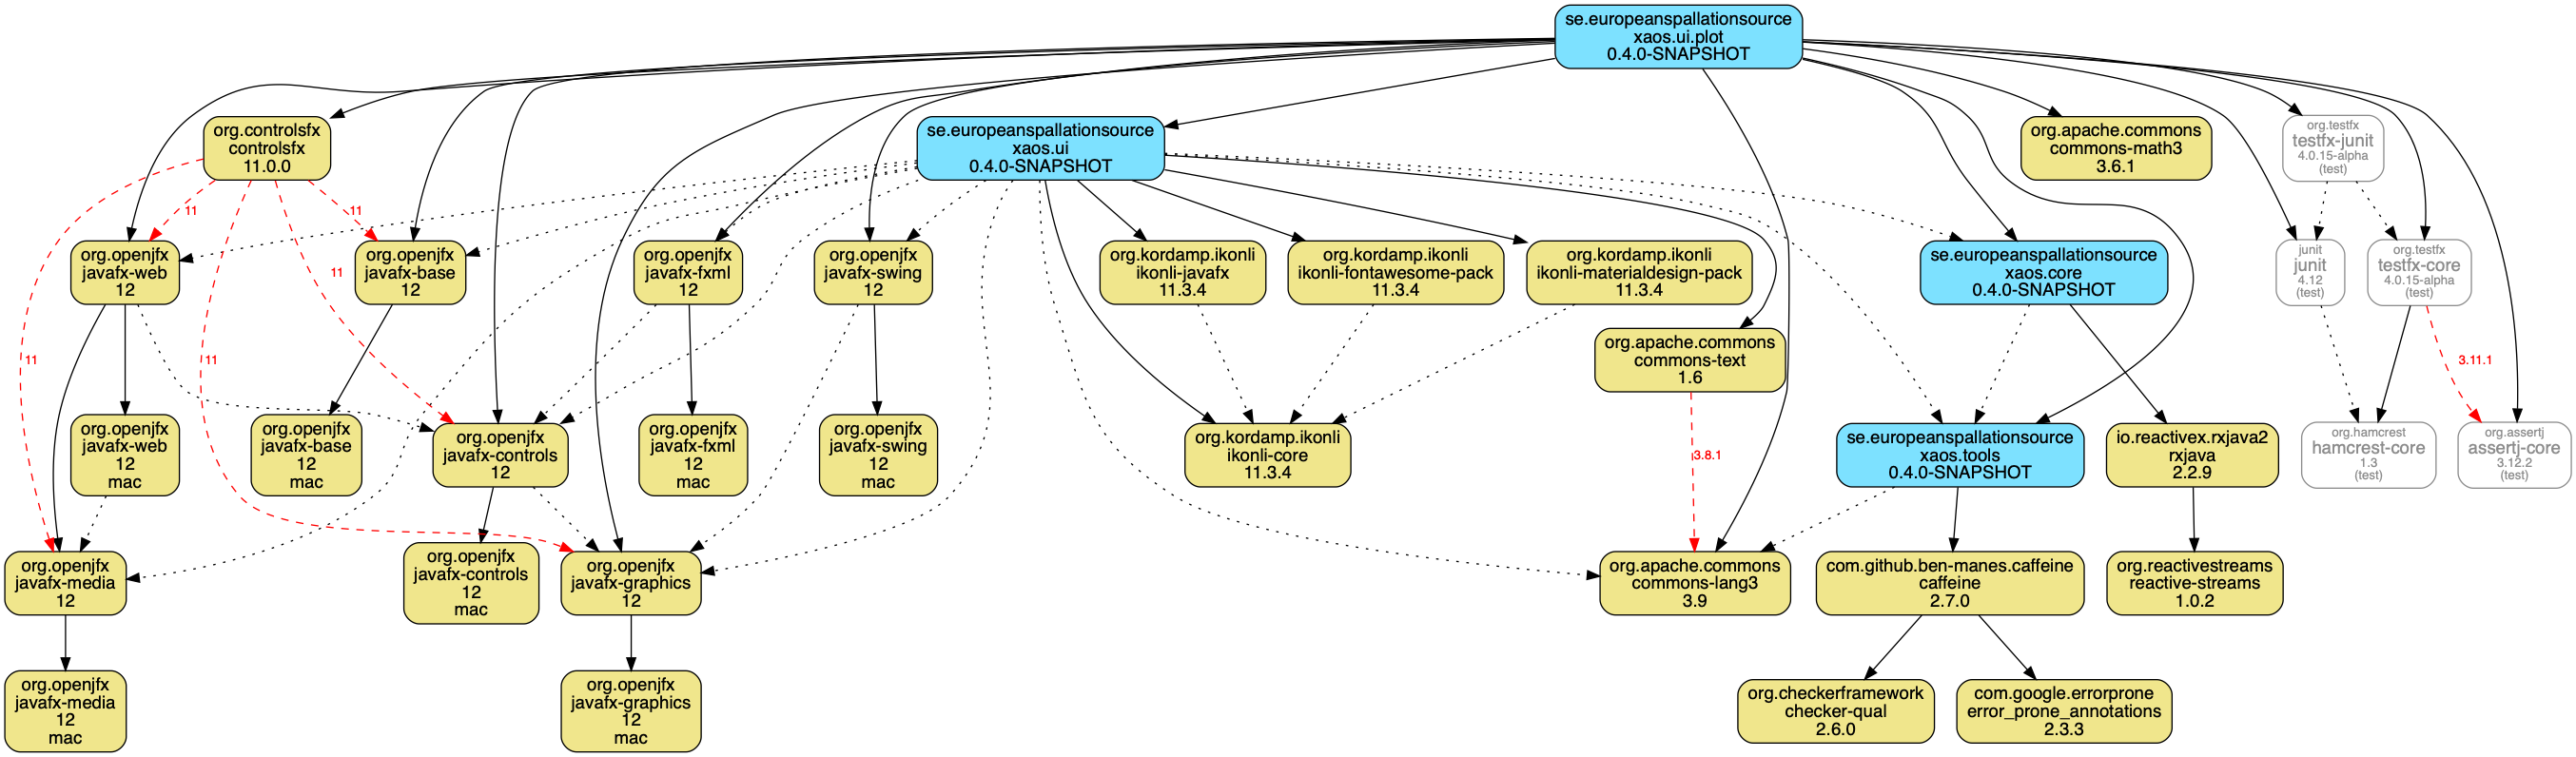 se.europeanspallationsource
xaos.ui.plot
0.4.0-SNAPSHOT
org.controlsfx
controlsfx
11.0.0
se.europeanspallationsource
xaos.ui
0.4.0-SNAPSHOT
org.apache.commons
commons-math3
3.6.1
org.testfx
testfx-junit
4.0.15-alpha
(test)
11
11
org.openjfx
javafx-web
12
org.openjfx
javafx-base
12
org.openjfx
javafx-fxml
12
org.openjfx
javafx-swing
12
org.kordamp.ikonli
ikonli-javafx
11.3.4
org.kordamp.ikonli
ikonli-fontawesome-pack
11.3.4
org.kordamp.ikonli
ikonli-materialdesign-pack
11.3.4
se.europeanspallationsource
xaos.core
0.4.0-SNAPSHOT
junit
junit
4.12
(test)
org.testfx
testfx-core
4.0.15-alpha
(test)
11
11
11
org.apache.commons
commons-text
1.6
3.11.1
org.openjfx
javafx-web
12
mac
org.openjfx
javafx-base
12
mac
org.openjfx
javafx-controls
12
org.openjfx
javafx-fxml
12
mac
org.openjfx
javafx-swing
12
mac
org.kordamp.ikonli
ikonli-core
11.3.4
3.8.1
se.europeanspallationsource
xaos.tools
0.4.0-SNAPSHOT
io.reactivex.rxjava2
rxjava
2.2.9
org.hamcrest
hamcrest-core
1.3
(test)
org.assertj
assertj-core
3.12.2
(test)
org.openjfx
javafx-media
12
org.openjfx
javafx-controls
12
mac
org.openjfx
javafx-graphics
12
org.apache.commons
commons-lang3
3.9
com.github.ben-manes.caffeine
caffeine
2.7.0
org.reactivestreams
reactive-streams
1.0.2
org.openjfx
javafx-media
12
mac
org.openjfx
javafx-graphics
12
mac
org.checkerframework
checker-qual
2.6.0
com.google.errorprone
error_prone_annotations
2.3.3